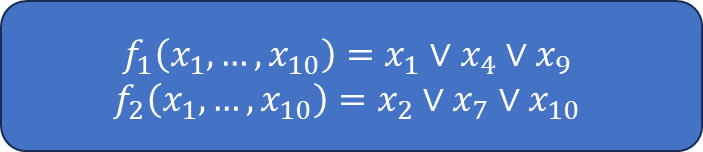 f₁(x₁, … , x₁₀) = x₁ ∨ x₄ ∨ x₉
f₂(x₁, … , x₁₀) = x₂ ∨ x₇ ∨ x₁₀